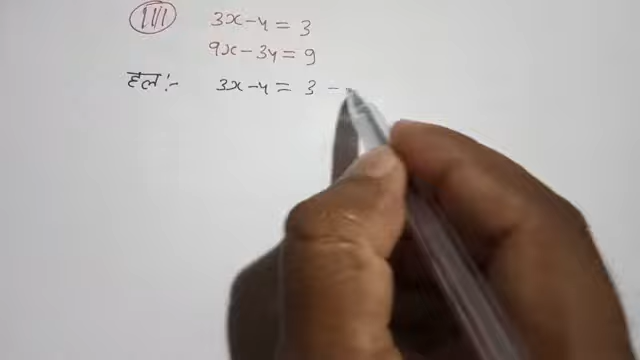 (iii) 3x - y = 3
9x - 3y = 9
हल :- 3x - y = 3 -